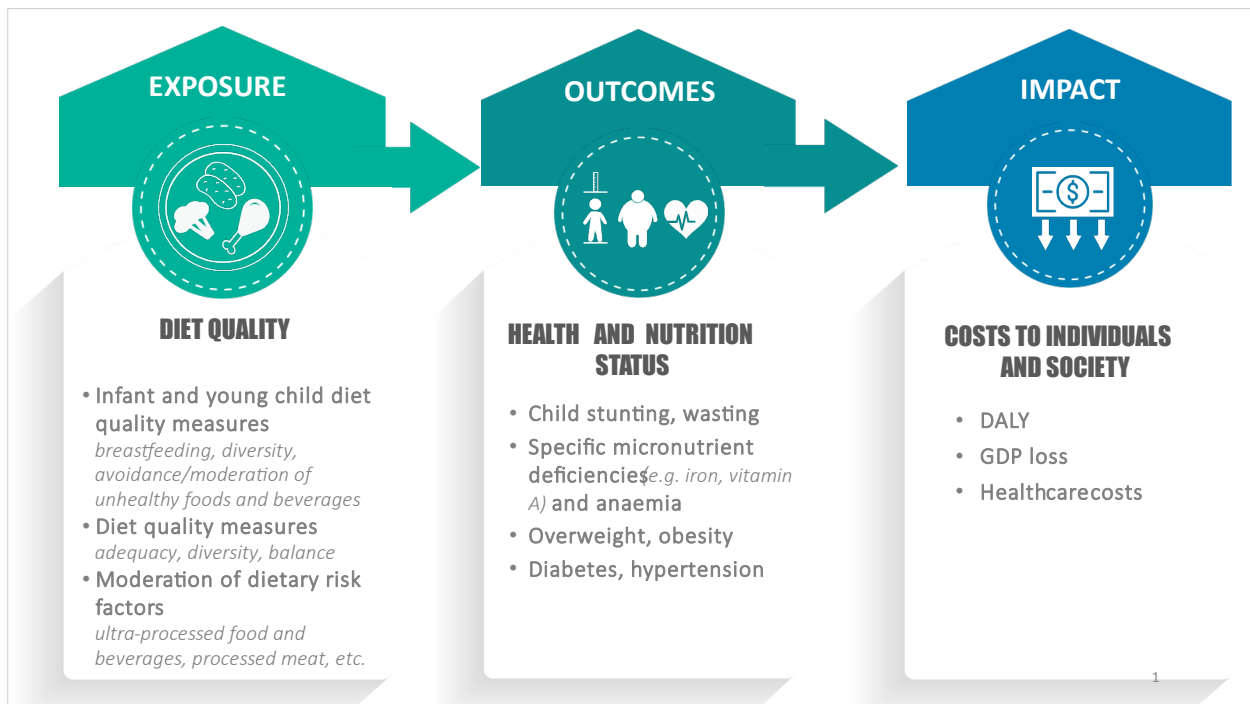 EXPOSURE
DIET QUALITY
• Infant and young child diet
quality measures
breastfeeding, diversity,
avoidance/moderation of
unhealthy foods and beverages
• Diet quality measures
adequacy, diversity, balance
• Moderation of dietary risk
factors
ultra-processed food and
beverages, processed meat, etc.
OUTCOMES
HEALTH AND NUTRITION
STATUS
• Child stunting, wasting
• Specific micronutrient
deficiencies(e.g. iron, vitamin
A) and anaemia
• Overweight, obesity
• Diabetes, hypertension
IMPACT
$
COSTS TO INDIVIDUALS
AND SOCIETY
• DALY
• GDP loss
• Healthcarecosts
1